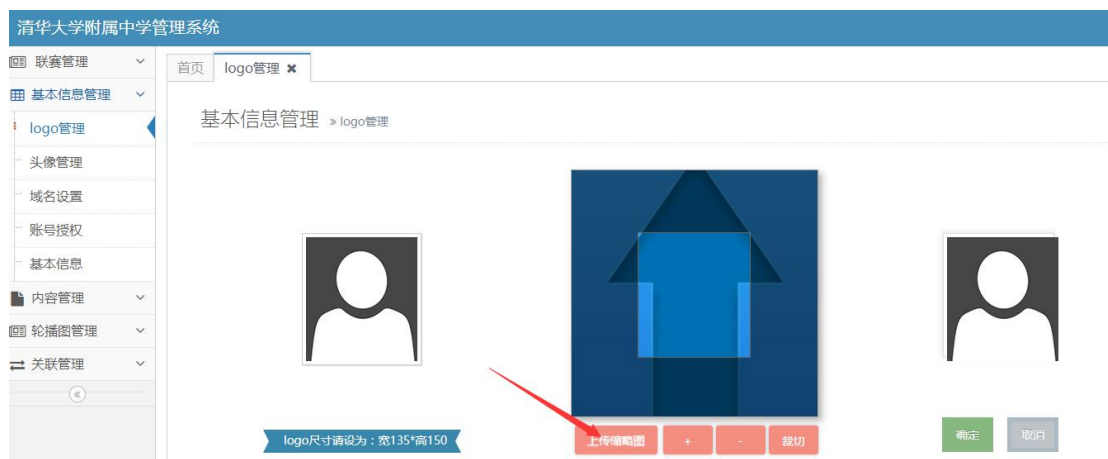 清华大学附属中学管理系统
联赛管理
首页 logo管理
基本信息管理
logo管理
头像管理
域名设置
账号授权
基本信息
内容管理
轮播图管理
关联管理
基本信息管理 » logo管理
logo尺寸请设为：宽135*高150
上传缩略图 + - 裁切
确定 取消